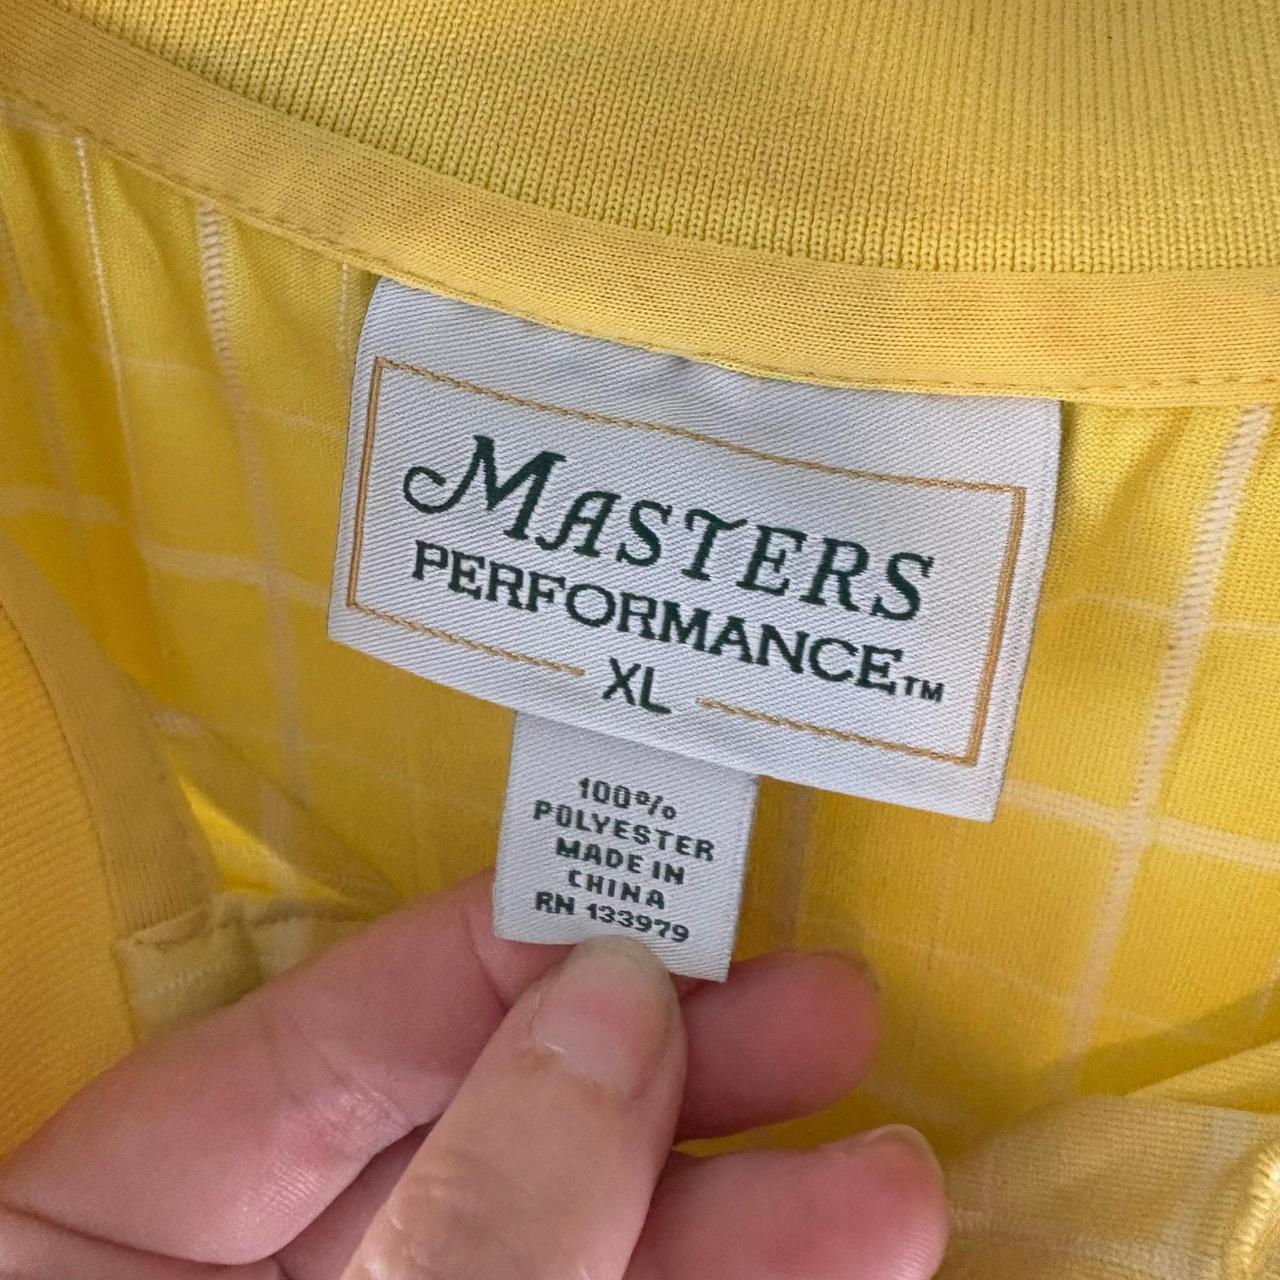 MASTERS
PERFORMANCE™
XL
100%
POLYESTER
MADE IN
CHINA
RN 133979